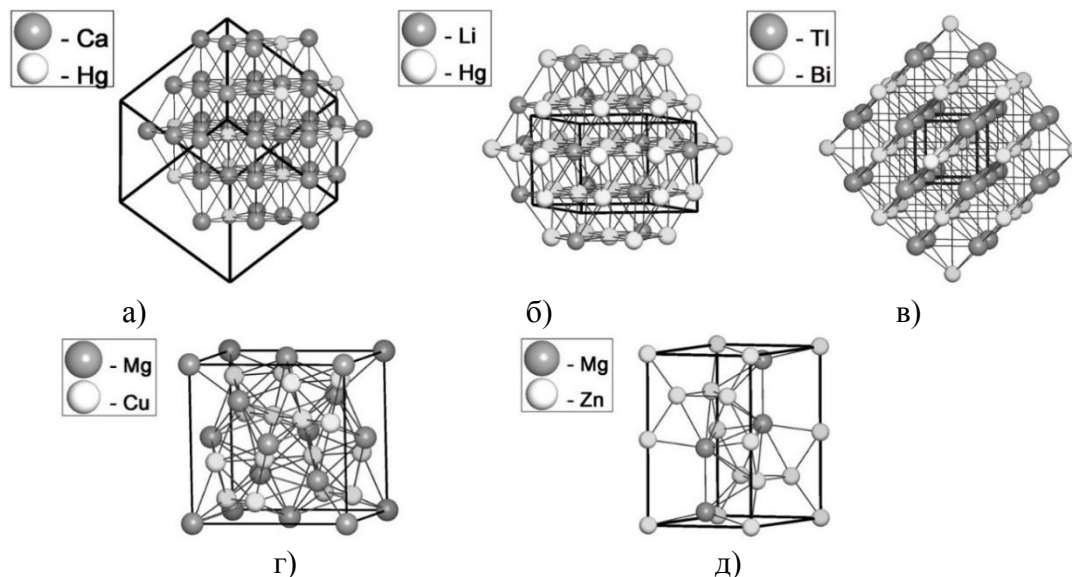 - Ca
- Hg
- Li
- Hg
- Tl
- Bi
а)
б)
в)
- Mg
- Cu
- Mg
- Zn
г)
д)